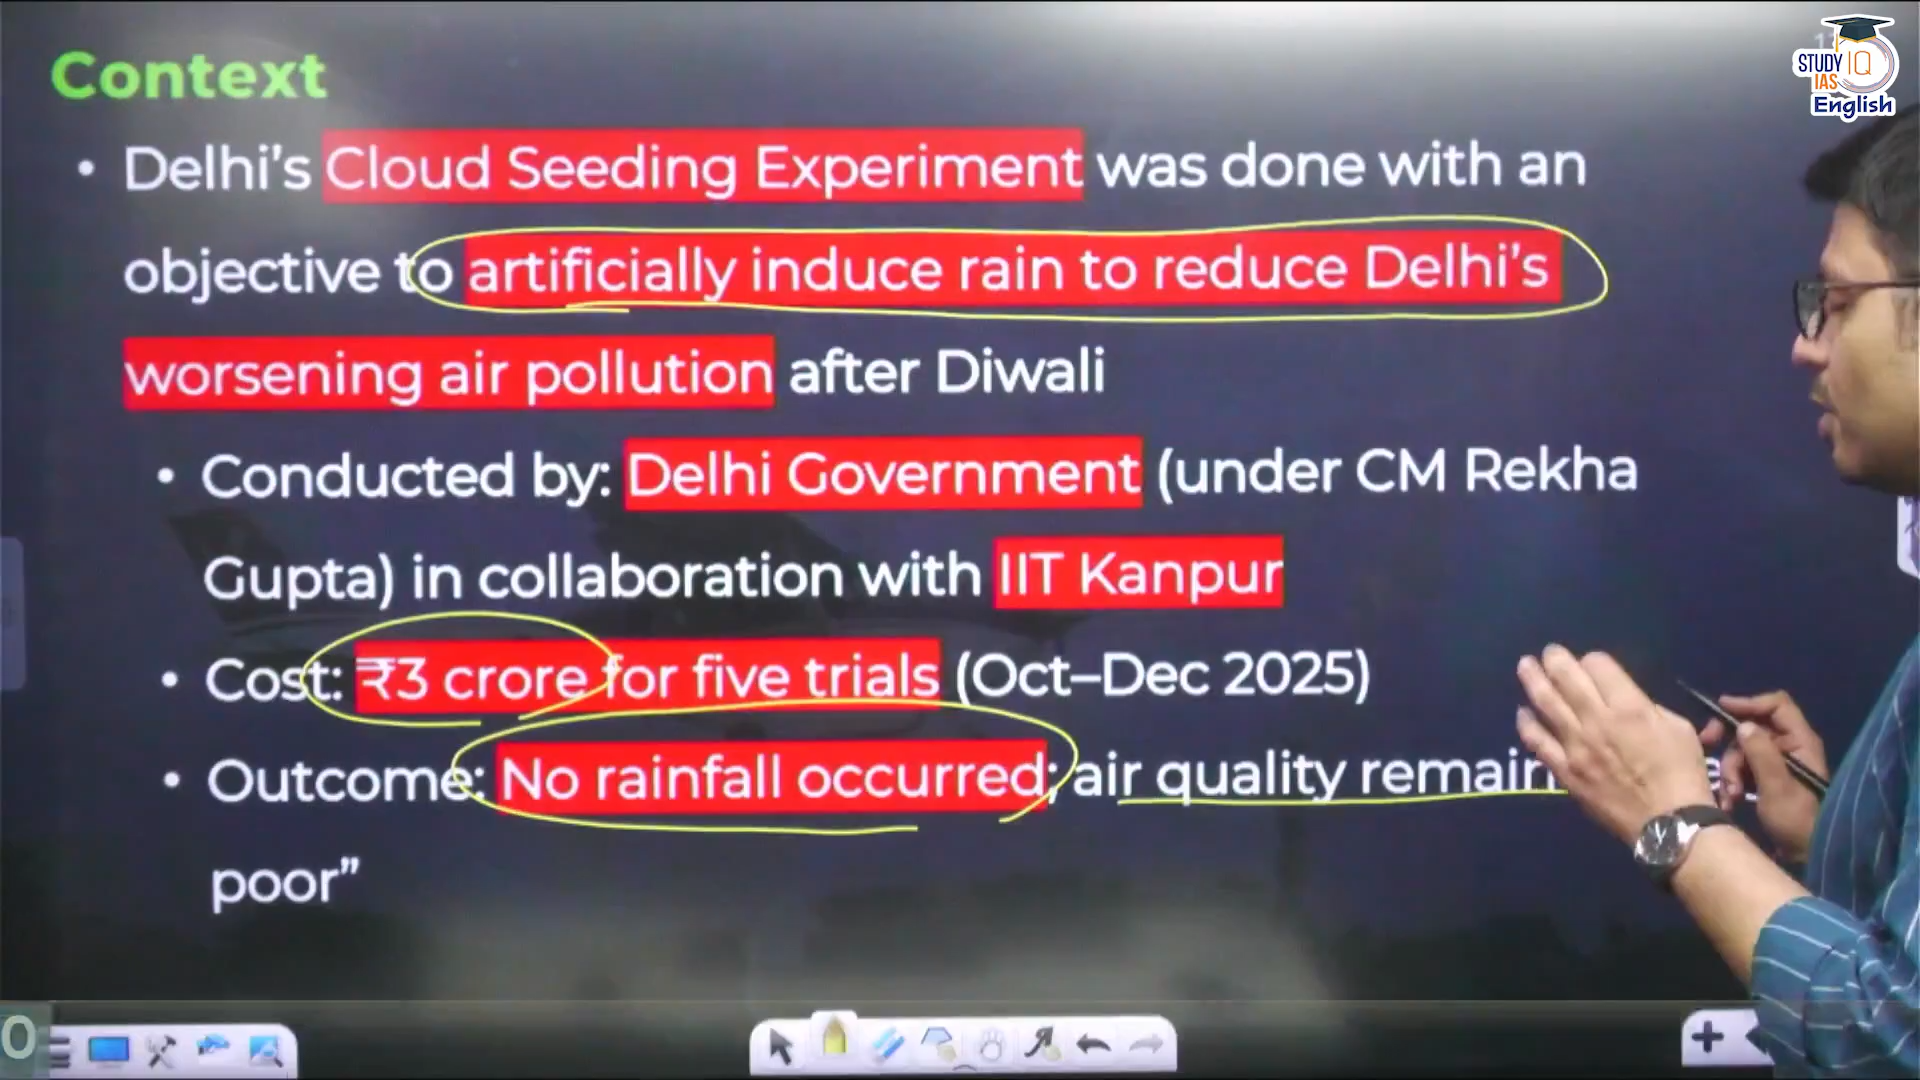 Context
STUDY IQ
IAS
English
• Delhi's Cloud Seeding Experiment was done with an
objective to artificially induce rain to reduce Delhi's
worsening air pollution after Diwali
• Conducted by: Delhi Government (under CM Rekha
Gupta) in collaboration with IIT Kanpur
• Cost: ₹3 crore for five trials (Oct–Dec 2025)
• Outcome: No rainfall occurred; air quality
poor”